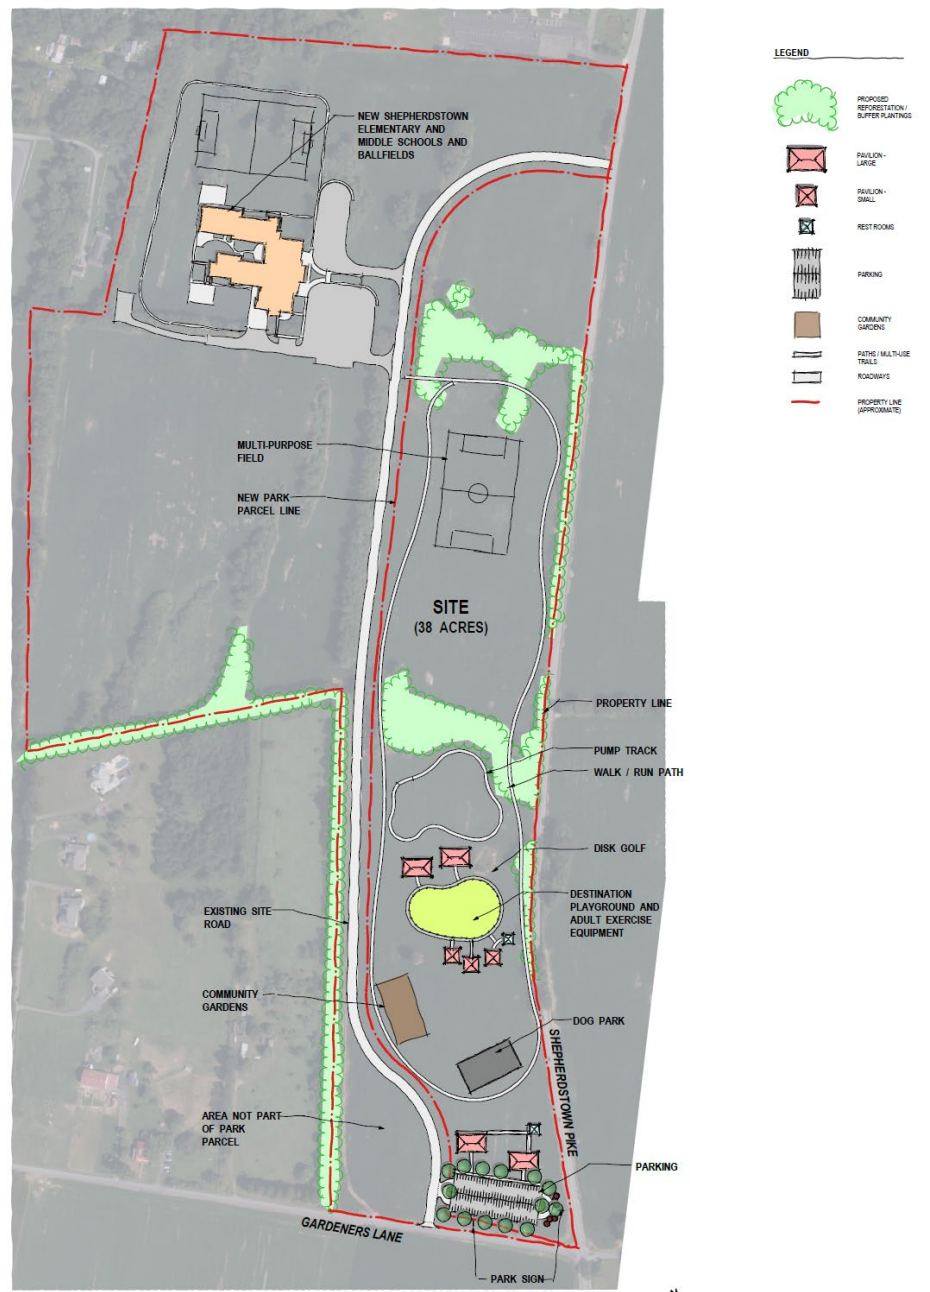 LEGEND
PROPOSED
REFORESTATION /
BUFFER PLANTINGS
PAVILION -
LARGE
PAVILION -
SMALL
REST ROOMS
PARKING
COMMUNITY
GARDENS
PATHS / MULTI-USE
TRAILS
ROADWAYS
PROPERTY LINE
(APPROXIMATE)
NEW SHEPHERDSTOWN
ELEMENTARY AND
MIDDLE SCHOOLS AND
BALLFIELDS
MULTI-PURPOSE
FIELD
NEW PARK
PARCEL LINE
SITE
(38 ACRES)
PROPERTY LINE
PUMP TRACK
WALK / RUN PATH
DISK GOLF
DESTINATION
PLAYGROUND AND
ADULT EXERCISE
EQUIPMENT
EXISTING SITE
ROAD
COMMUNITY
GARDENS
DOG PARK
SHEPHERDSTOWN PIKE
AREA NOT PART
OF PARK
PARCEL
PARKING
GARDENERS LANE
PARK SIGN